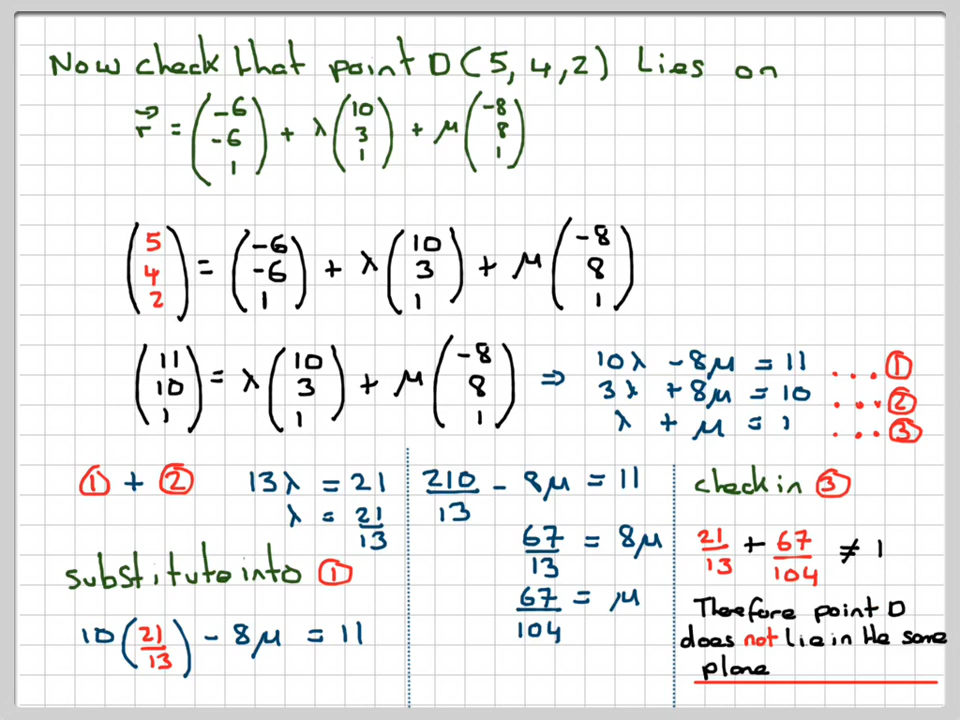 Now check that point D(5, 4, 2) Lies on
r⃗ = (-6, -6, 1) + λ(10, 3, 1) + μ(-8, 8, 1)
(5, 4, 2) = (-6, -6, 1) + λ(10, 3, 1) + μ(-8, 8, 1)
(11, 10, 1) = λ(10, 3, 1) + μ(-8, 8, 1) ⇒
10λ - 8μ = 11 ... ①
3λ + 8μ = 10 ... ②
λ + μ = 1 ... ③
① + ② 13λ = 21
λ = 21/13
substitute into ①
10(21/13) - 8μ = 11
210/13 - 8μ = 11
67/13 = 8μ
67/104 = μ
check in ③
21/13 + 67/104 ≠ 1
Therefore point D
does not lie in the same
plane